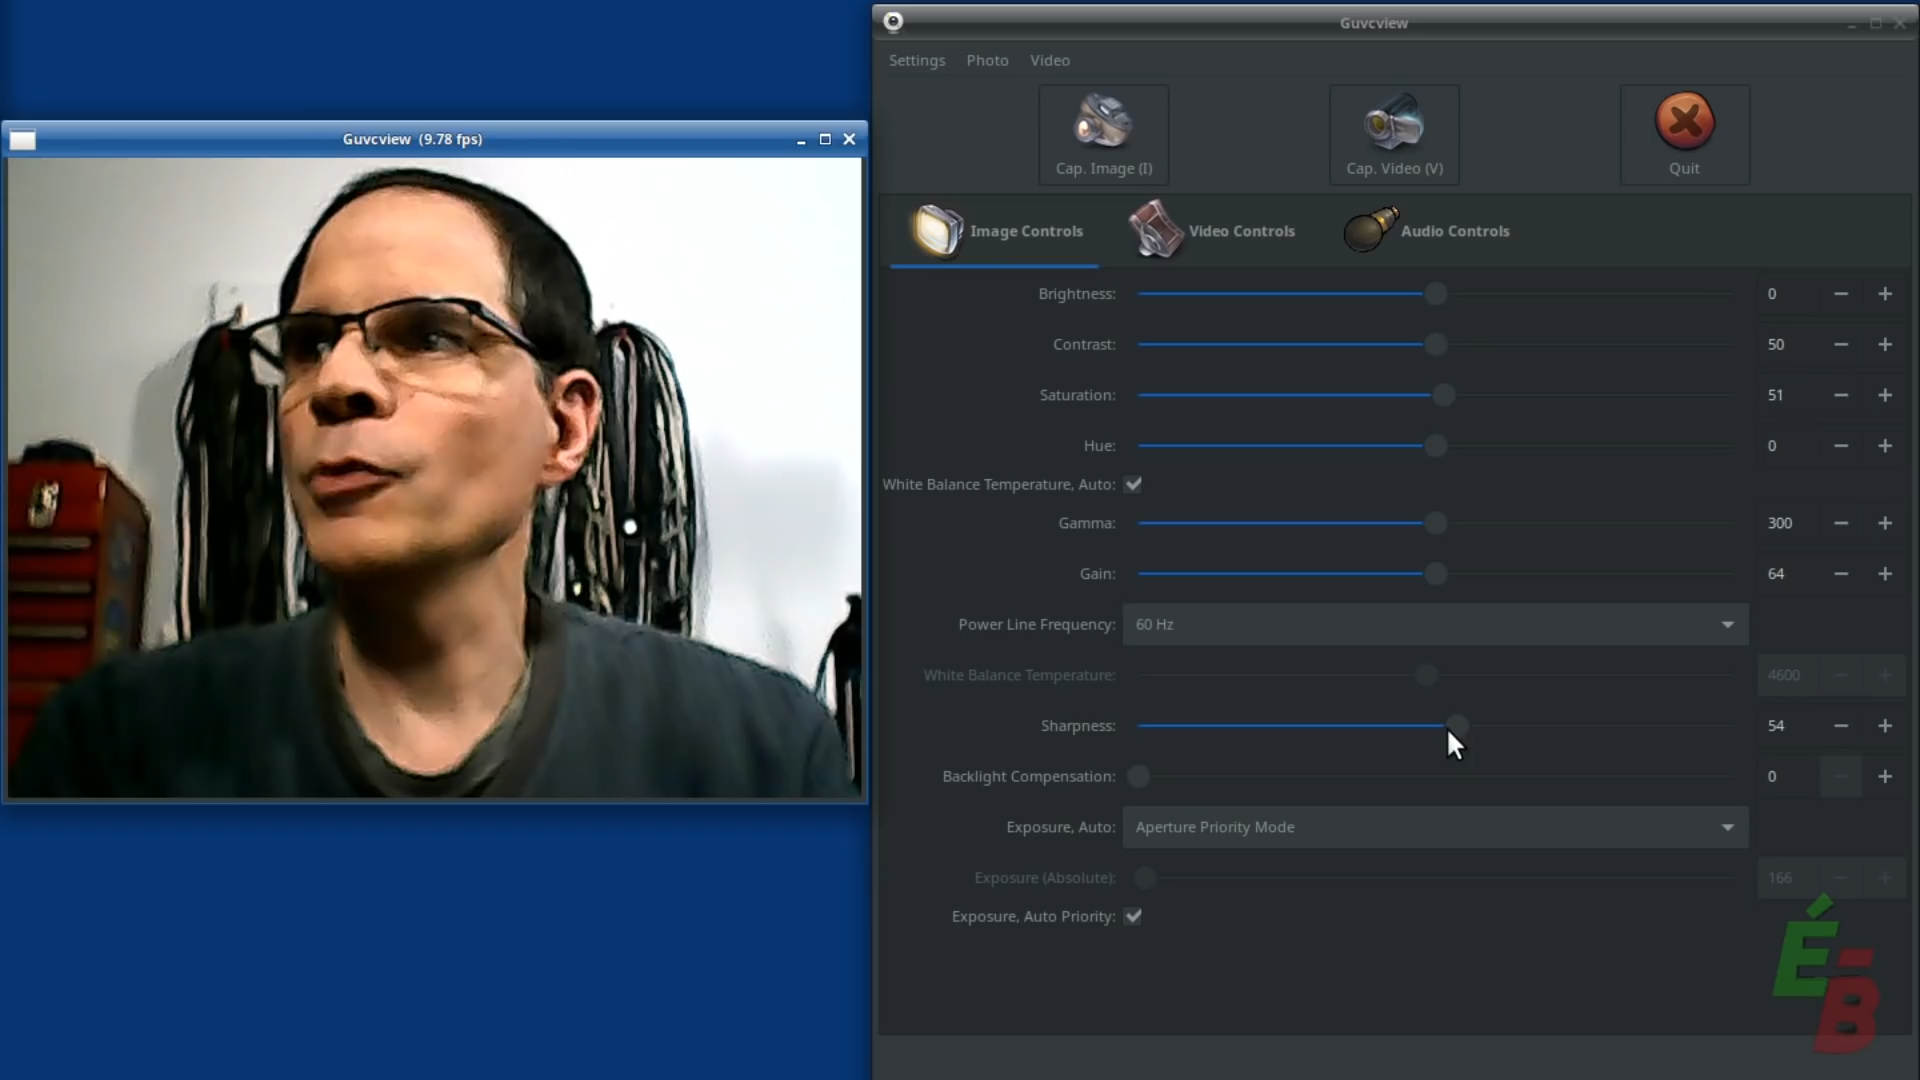 Guvcview
Settings Photo Video
Cap. Image (I) Cap. Video (V) Quit
Guvcview (9.78 fps)
Image Controls Video Controls Audio Controls
Brightness: 0
Contrast: 50
Saturation: 51
Hue: 0
White Balance Temperature, Auto:
Gamma: 300
Gain: 64
Power Line Frequency: 60 Hz
White Balance Temperature: 4600
Sharpness: 54
Backlight Compensation: 0
Exposure, Auto: Aperture Priority Mode
Exposure (Absolute): 166
Exposure, Auto Priority:
É-B